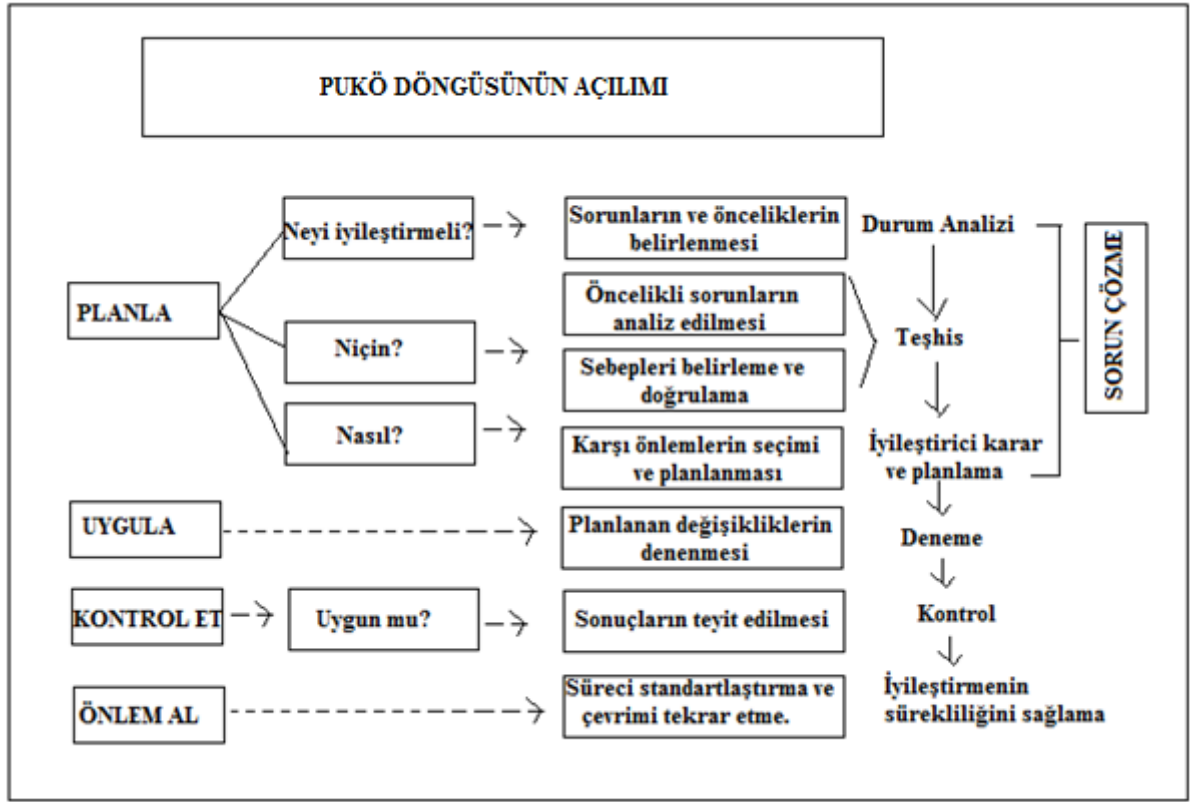 PUKÖ DÖNGÜSÜNÜN AÇILIMI
PLANLA
Neyi iyileştirmeli?
Sorunların ve önceliklerin
belirlenmesi
Durum Analizi
Niçin?
Öncelikli sorunların
analiz edilmesi
Sebepleri belirleme ve
doğrulama
Teşhis
Nasıl?
Karşı önlemlerin seçimi
ve planlanması
İyileştirici karar
ve planlama
SORUN ÇÖZME
UYGULA
Planlanan değişikliklerin
denenmesi
Deneme
KONTROL ET
Uygun mu?
Sonuçların teyit edilmesi
Kontrol
ÖNLEM AL
Süreci standartlaştırma ve
çevrimi tekrar etme.
İyileştirmenin
sürekliliğini sağlama